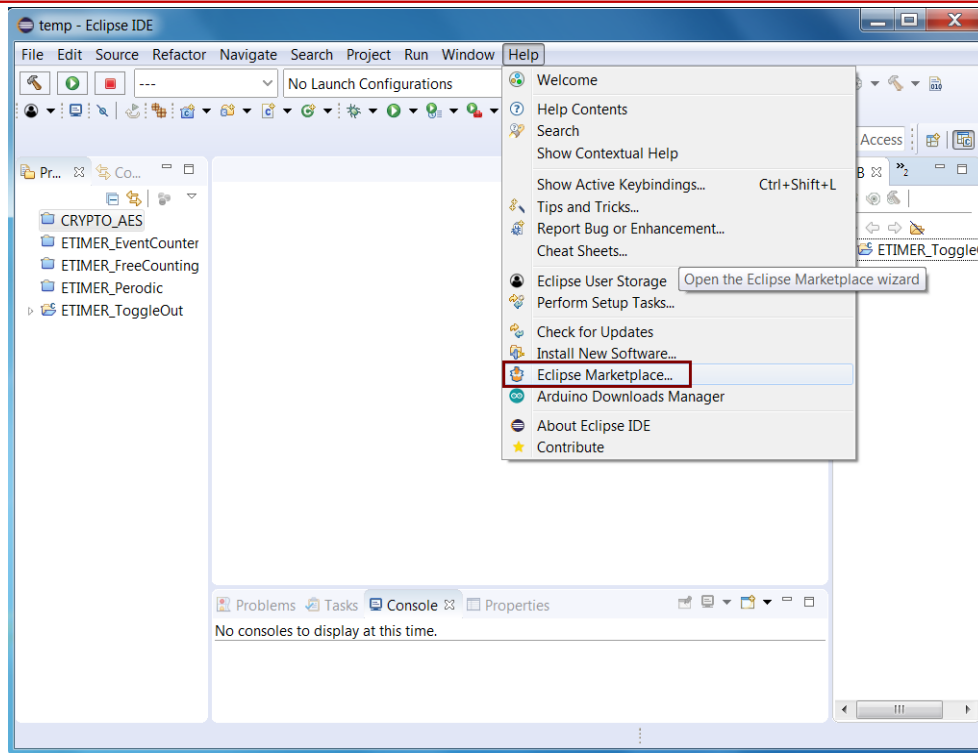 temp - Eclipse IDE
File Edit Source Refactor Navigate Search Project Run Window Help
--- No Launch Configurations
Welcome
Help Contents
Search
Show Contextual Help
Show Active Keybindings... Ctrl+Shift+L
Tips and Tricks...
Report Bug or Enhancement...
Cheat Sheets...
Eclipse User Storage
Open the Eclipse Marketplace wizard
Perform Setup Tasks...
Check for Updates
Install New Software...
Eclipse Marketplace...
Arduino Downloads Manager
About Eclipse IDE
Contribute
010
Access
Pr... Co...
CRYPTO_AES
ETIMER_EventCounter
ETIMER_FreeCounting
ETIMER_Perodic
ETIMER_ToggleOut
B »2
ETIMER_Toggle
Problems Tasks Console Properties
No consoles to display at this time.